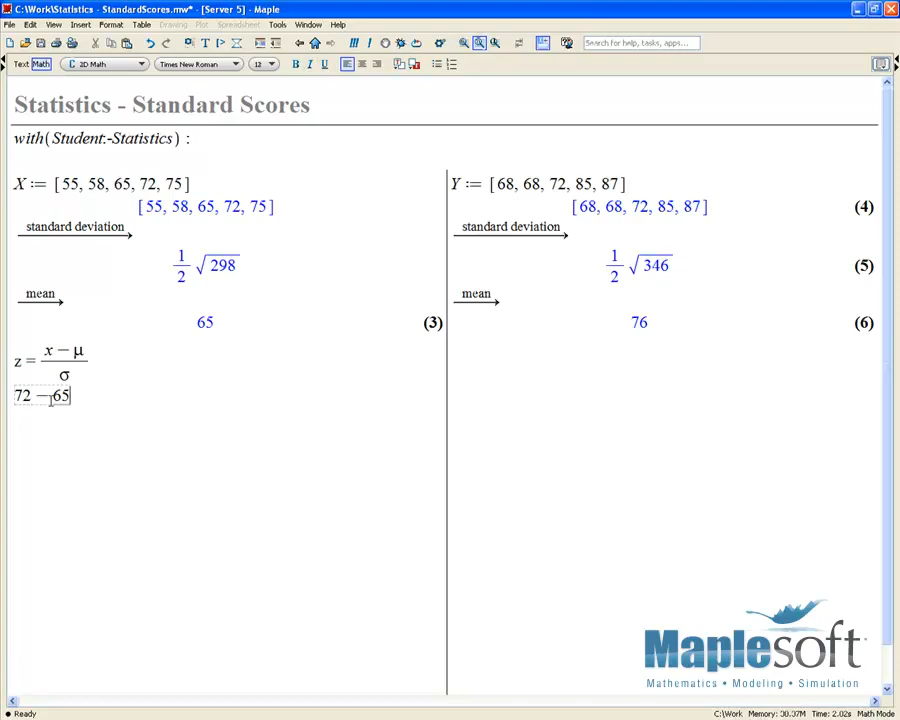 C:\Work\Statistics - StandardScores.mw* - [Server 5] - Maple
File Edit View Insert Format Table Drawing Plot Spreadsheet Tools Window Help
Search for help, tasks, apps...
Text Math C 2D Math Times New Roman 12 B I U
Statistics - Standard Scores
with(Student:-Statistics) :
X := [55, 58, 65, 72, 75]
[55, 58, 65, 72, 75]
standard deviation
1/2 √298
mean
65 (3)
z = x − μ / σ
72 − 65
Y := [68, 68, 72, 85, 87]
[68, 68, 72, 85, 87] (4)
standard deviation
1/2 √346 (5)
mean
76 (6)
Maplesoft
Mathematics • Modeling • Simulation
Ready
C:\Work Memory: 30.37M Time: 2.02s Math Mode